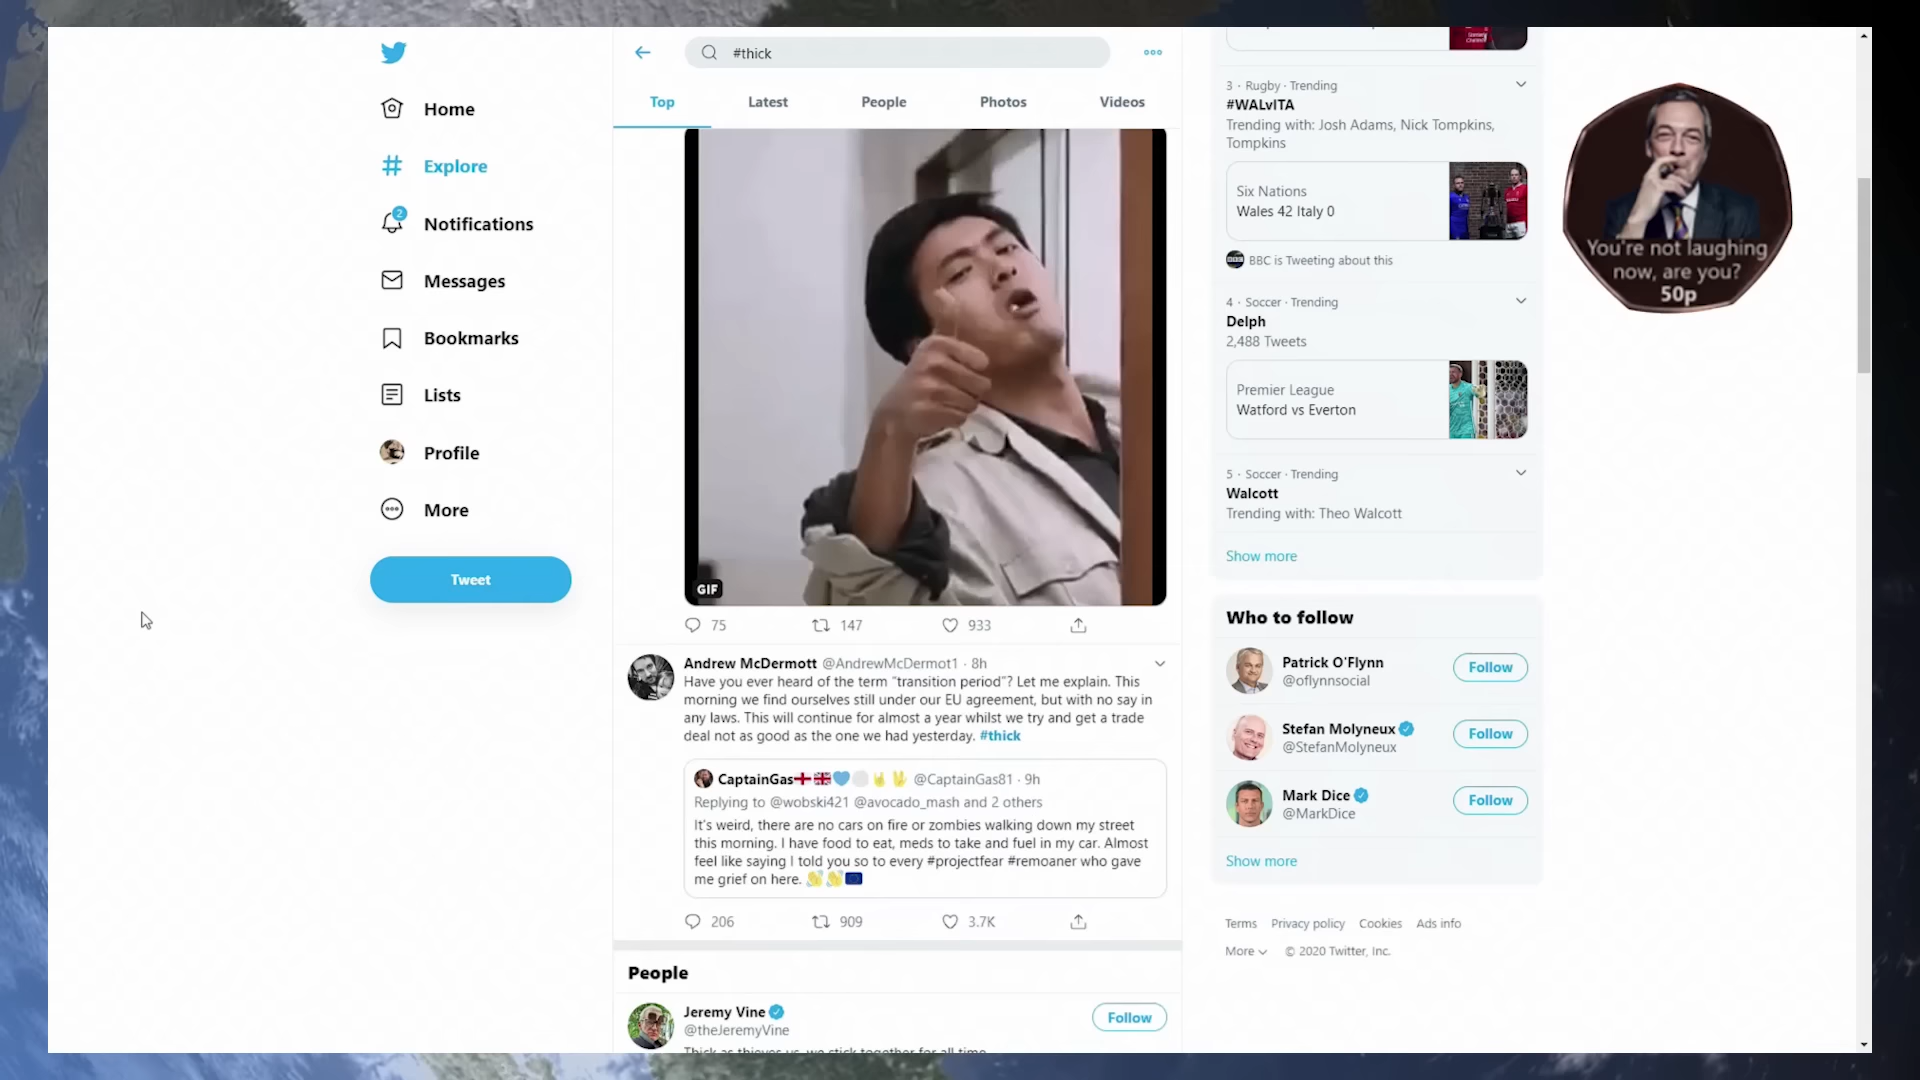 #thick
Top
Latest
People
Photos
Videos
Home
Explore
2
Notifications
Messages
Bookmarks
Lists
Profile
More
Tweet
GIF
75
147
933
Andrew McDermott @AndrewMcDermot1 · 8h
Have you ever heard of the term "transition period"? Let me explain. This
morning we find ourselves still under our EU agreement, but with no say in
any laws. This will continue for almost a year whilst we try and get a trade
deal not as good as the one we had yesterday. #thick
CaptainGas @CaptainGas81 · 9h
Replying to @wobski421 @avocado_mash and 2 others
It's weird, there are no cars on fire or zombies walking down my street
this morning. I have food to eat, meds to take and fuel in my car. Almost
feel like saying I told you so to every #projectfear #remoaner who gave
me grief on here.
206
909
3.7K
People
Jeremy Vine
@theJeremyVine
Follow
Thick as thieves us, we stick together for all time
3 · Rugby · Trending
#WALvITA
Trending with: Josh Adams, Nick Tompkins,
Tompkins
Six Nations
Wales 42 Italy 0
BBC is Tweeting about this
4 · Soccer · Trending
Delph
2,488 Tweets
Premier League
Watford vs Everton
5 · Soccer · Trending
Walcott
Trending with: Theo Walcott
Show more
Who to follow
Patrick O'Flynn
@oflynnsocial
Follow
Stefan Molyneux
@StefanMolyneux
Follow
Mark Dice
@MarkDice
Follow
Show more
Terms Privacy policy Cookies Ads info
More © 2020 Twitter, Inc.
You're not laughing
now, are you?
50p